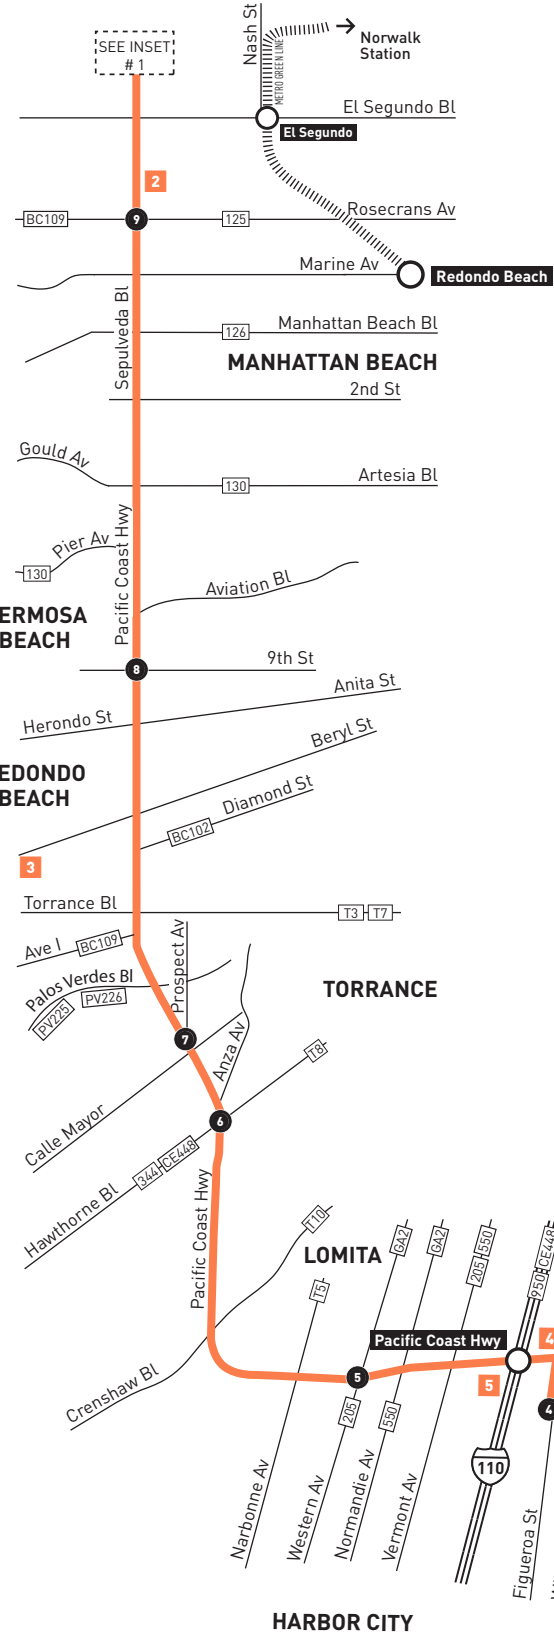 Nash St
METRO GREEN LINE
Norwalk
Station
SEE INSET
# 1
El Segundo Bl
El Segundo
2
BC109
9
125
Rosecrans Av
Marine Av
Redondo Beach
Sepulveda Bl
126
Manhattan Beach Bl
MANHATTAN BEACH
2nd St
Gould Av
130
Artesia Bl
Pacific Coast Hwy
Pier Av
130
Aviation Bl
ERMOSA
BEACH
8
9th St
Anita St
Herondo St
Beryl St
EDONDO
BEACH
Diamond St
BC102
3
Torrance Bl
T3
T7
Ave I
BC109
Prospect Av
Palos Verdes Bl
PV225
PV226
TORRANCE
7
Anza Av
T8
Calle Mayor
6
344
CE448
Hawthorne Bl
Pacific Coast Hwy
T10
LOMITA
GA2
GA2
205
550
950
CE448
T5
Pacific Coast Hwy
4
5
5
4
Crenshaw Bl
205
550
110
Narbonne Av
Western Av
Normandie Av
Vermont Av
Figueroa St
HARBOR CITY